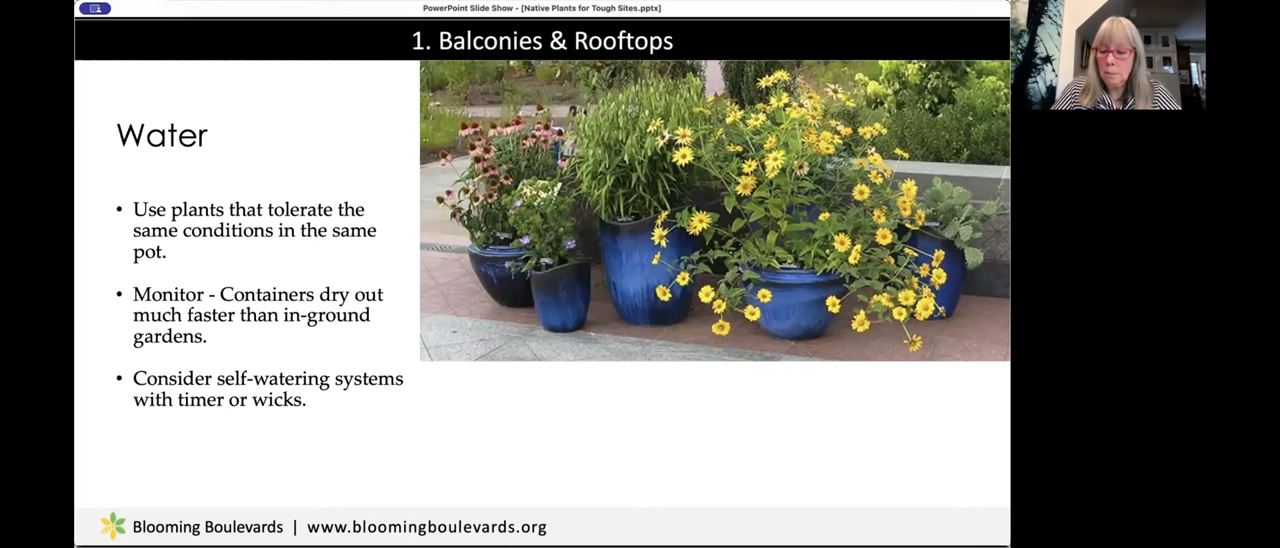 PowerPoint Slide Show - [Native Plants for Tough Sites.pptx]
1. Balconies & Rooftops
Water
• Use plants that tolerate the
same conditions in the same
pot.
• Monitor - Containers dry out
much faster than in-ground
gardens.
• Consider self-watering systems
with timer or wicks.
Blooming Boulevards | www.bloomingboulevards.org